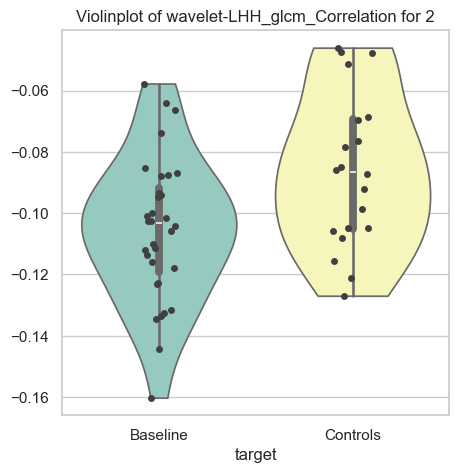 Violinplot of wavelet-LHH_glcm_Correlation for 2
−0.06
−0.08
−0.10
−0.12
−0.14
−0.16
Baseline
Controls
target